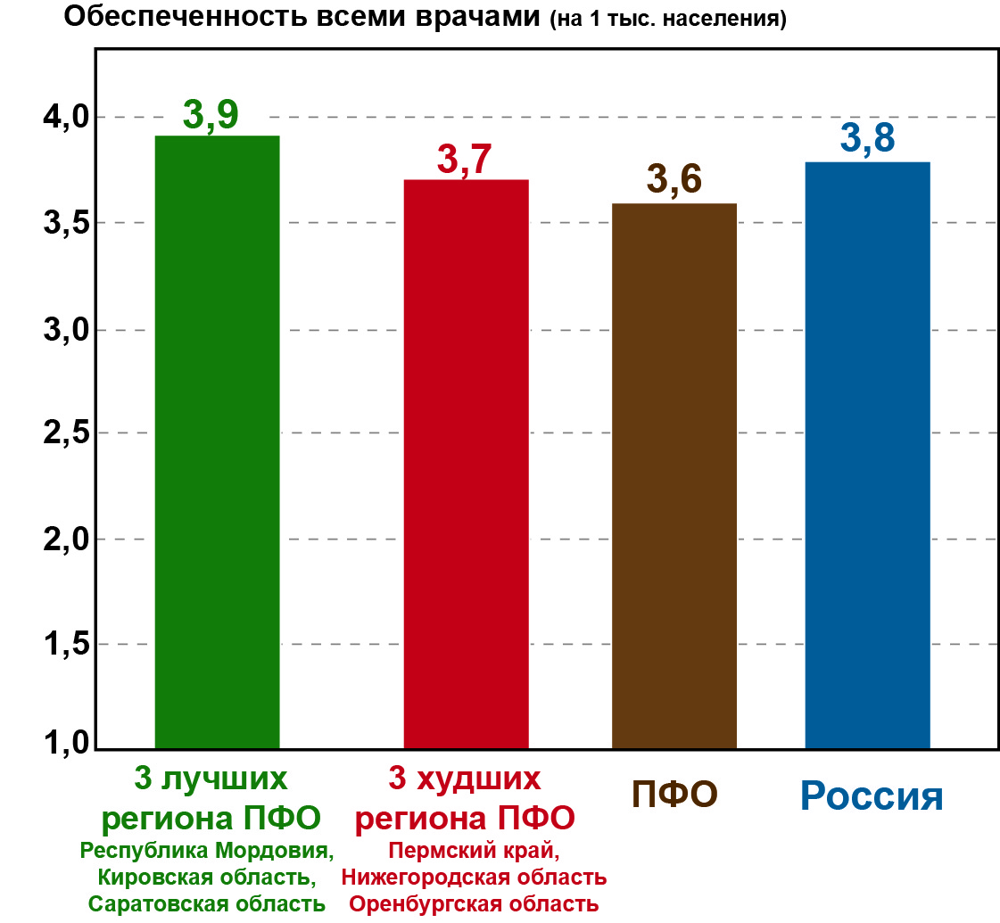 Обеспеченность всеми врачами (на 1 тыс. населения)
4,0
3,5
3,0
2,5
2,0
1,5
1,0
3,9
3,7
3,6
3,8
3 лучших
региона ПФО
Республика Мордовия,
Кировская область,
Саратовская область
3 худших
региона ПФО
Пермский край,
Нижегородская область
Оренбургская область
ПФО
Россия